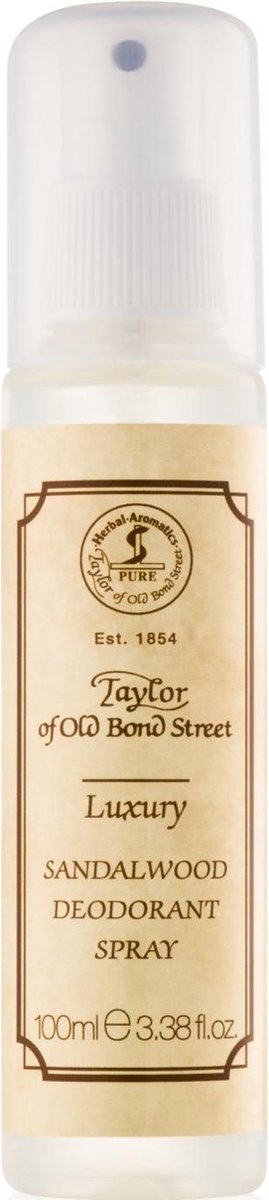 Herbal·Aromatics
PURE
Taylor of Old Bond Street
Est. 1854
Taylor
of Old Bond Street
Luxury
SANDALWOOD
DEODORANT
SPRAY
100ml ℮ 3.38 fl.oz.